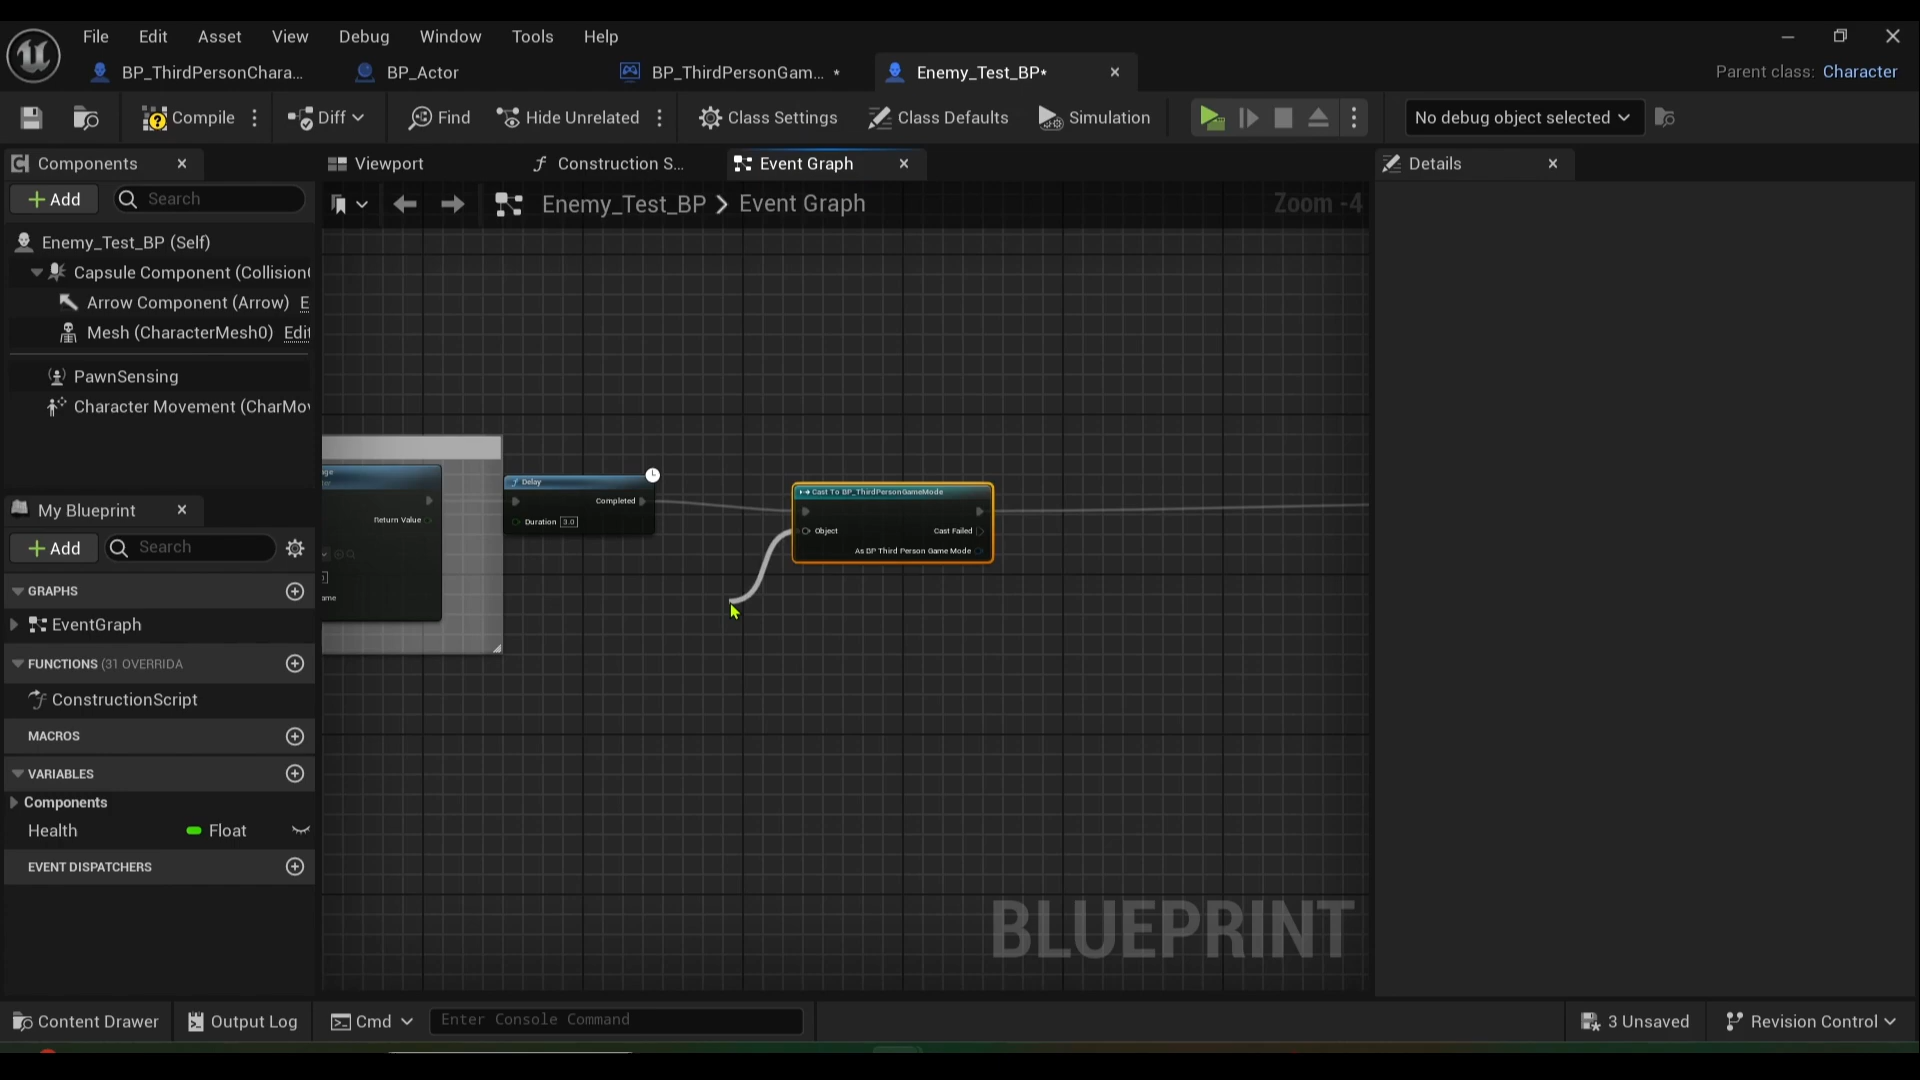 File Edit Asset View Debug Window Tools Help
BP_ThirdPersonChara... BP_Actor BP_ThirdPersonGam... * Enemy_Test_BP*
Parent class: Character
Compile Diff Find Hide Unrelated Class Settings Class Defaults Simulation No debug object selected
Components Viewport Construction S... Event Graph Details
Add Search
Enemy_Test_BP > Event Graph Zoom -4
Enemy_Test_BP (Self)
Capsule Component (Collision
Arrow Component (Arrow) E
Mesh (CharacterMesh0) Edit
PawnSensing
Character Movement (CharMov
My Blueprint
Add Search
GRAPHS
EventGraph
FUNCTIONS (31 OVERRIDA
ConstructionScript
MACROS
VARIABLES
Components
Health Float
EVENT DISPATCHERS
Return Value
Delay
Completed
Duration 3.0
Cast To BP_ThirdPersonGameMode
Object Cast Failed
As BP Third Person Game Mode
BLUEPRINT
Content Drawer Output Log Cmd Enter Console Command 3 Unsaved Revision Control